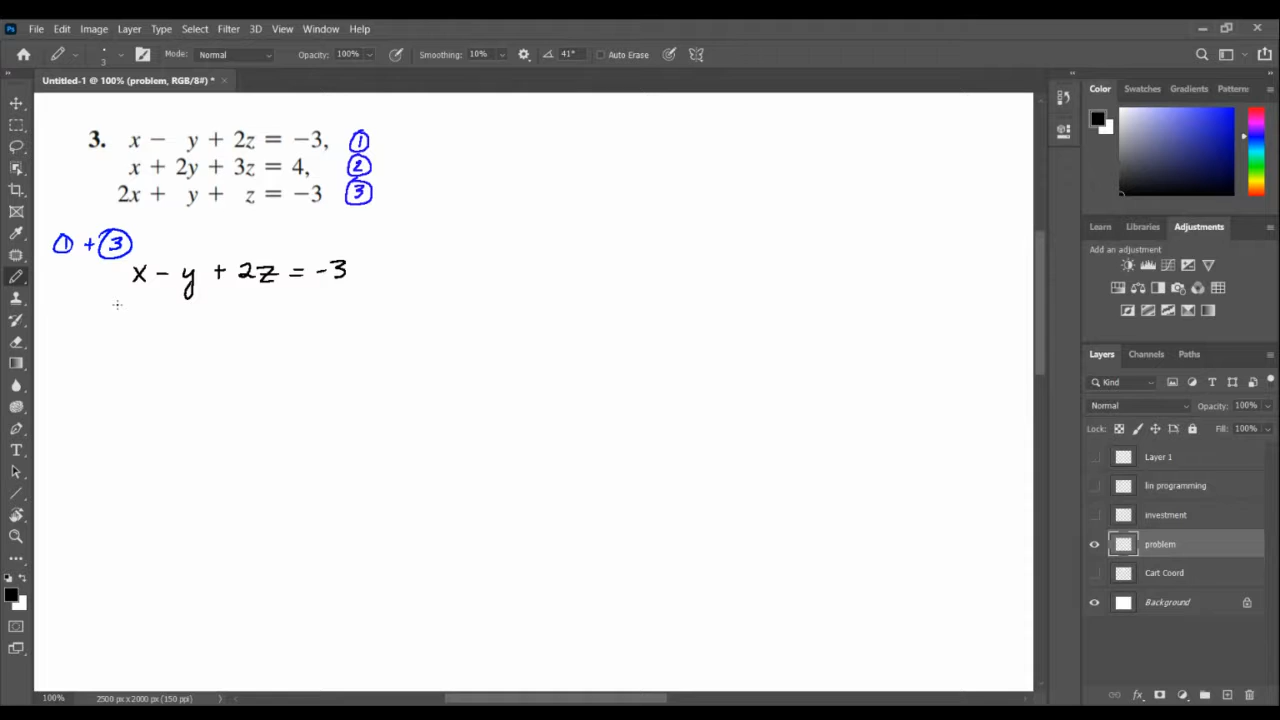 Ps File Edit Image Layer Type Select Filter 3D View Window Help
3 Mode: Normal Opacity: 100% Smoothing: 10% 41° Auto Erase
Untitled-1 @ 100% (problem, RGB/8#) * ×
3. x − y + 2z = −3, ①
x + 2y + 3z = 4, ②
2x + y + z = −3 ③
① + ③
x - y + 2z = -3
100% 2500 px x 2000 px (150 ppi)
Color Swatches Gradients Patterns
Learn Libraries Adjustments
Add an adjustment
Layers Channels Paths
Kind
Normal Opacity: 100%
Lock: Fill: 100%
Layer 1
lin programming
investment
problem
Cart Coord
Background